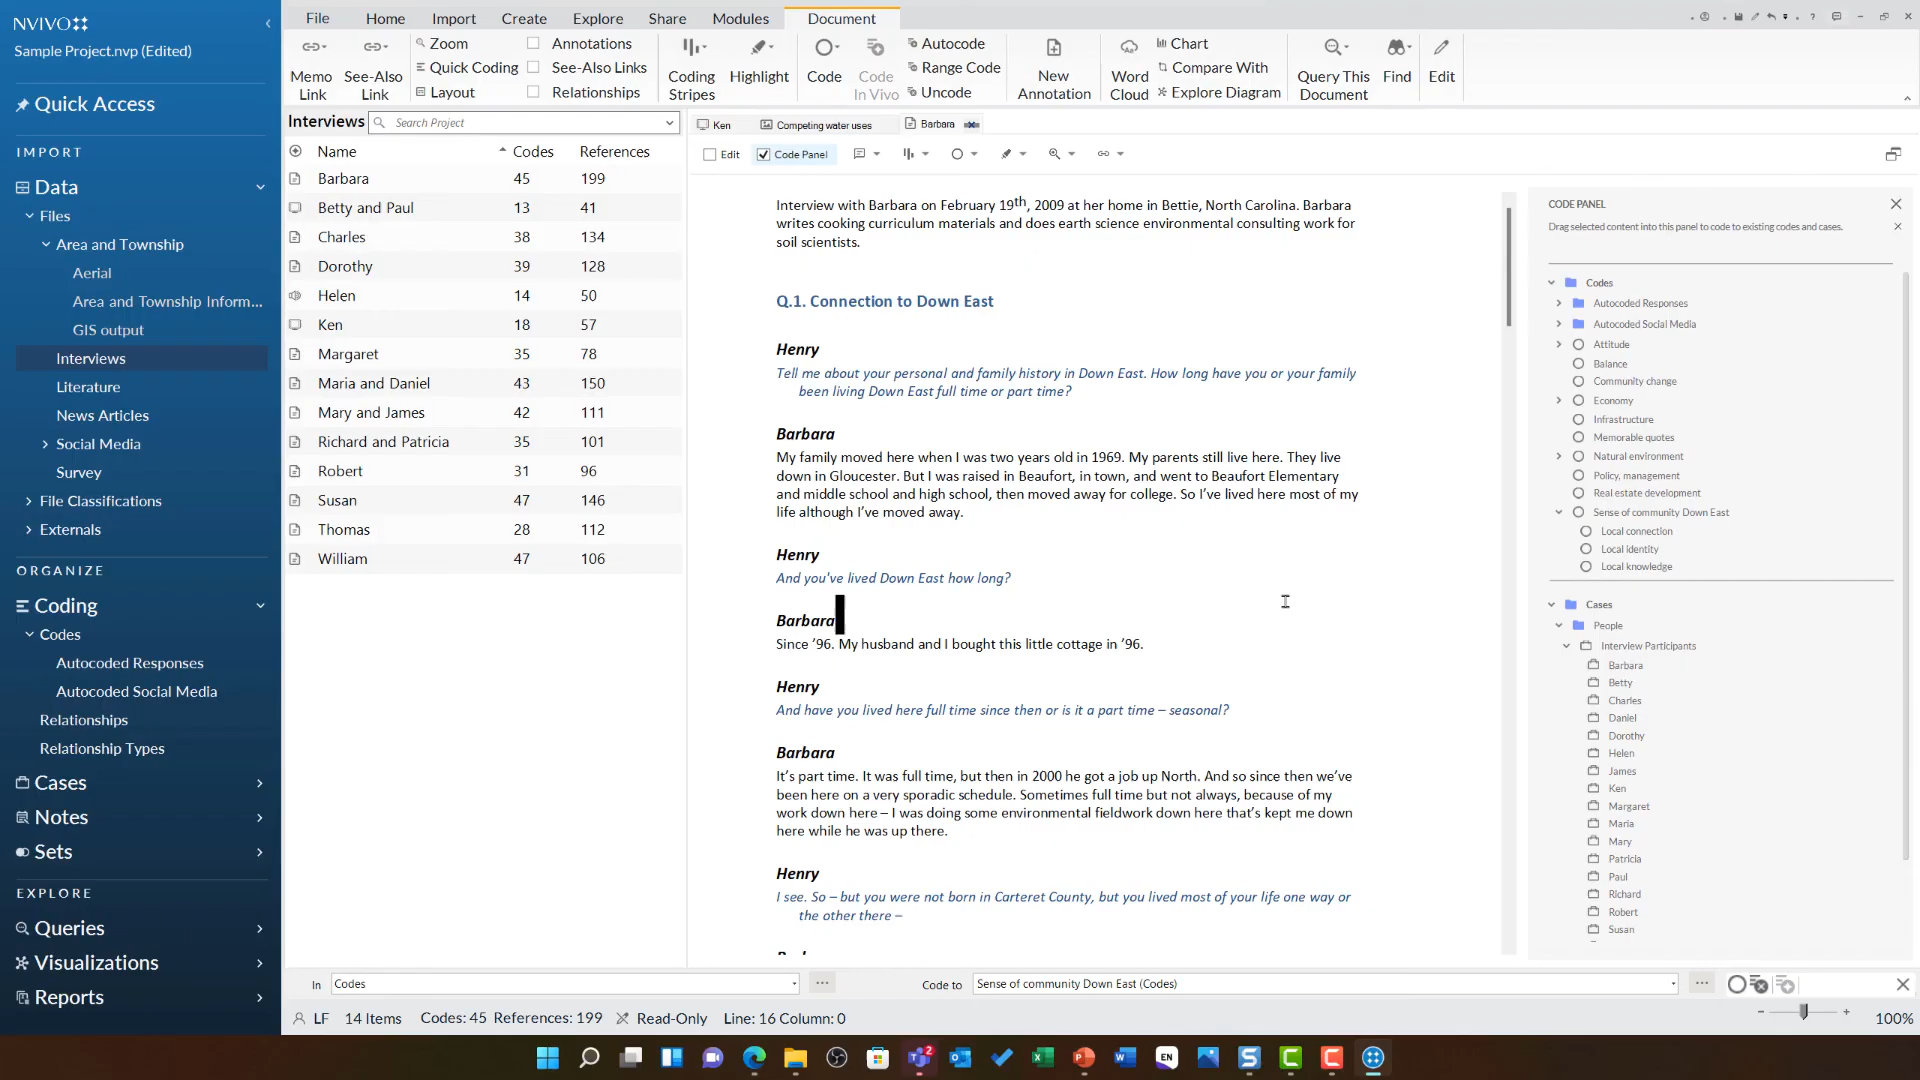 NVIVO
Sample Project.nvp (Edited)
Quick Access
IMPORT
Data
Files
Area and Township
Aerial
Area and Township Inform...
GIS output
Interviews
Literature
News Articles
Social Media
Survey
File Classifications
Externals
ORGANIZE
Coding
Codes
Autocoded Responses
Autocoded Social Media
Relationships
Relationship Types
Cases
Notes
Sets
EXPLORE
Queries
Visualizations
Reports
File Home Import Create Explore Share Modules Document
Memo Link
See-Also Link
Zoom
Quick Coding
Layout
Annotations
See-Also Links
Relationships
Coding Stripes
Highlight
Code
Code In Vivo
Autocode
Range Code
Uncode
New Annotation
Word Cloud
Chart
Compare With
Explore Diagram
Query This Document
Find
Edit
Interviews
Search Project
Name Codes References
Barbara 45 199
Betty and Paul 13 41
Charles 38 134
Dorothy 39 128
Helen 14 50
Ken 18 57
Margaret 35 78
Maria and Daniel 43 150
Mary and James 42 111
Richard and Patricia 35 101
Robert 31 96
Susan 47 146
Thomas 28 112
William 47 106
Ken
Competing water uses
Barbara
Edit
Code Panel
Interview with Barbara on February 19th, 2009 at her home in Bettie, North Carolina. Barbara
writes cooking curriculum materials and does earth science environmental consulting work for
soil scientists.
Q.1. Connection to Down East
Henry
Tell me about your personal and family history in Down East. How long have you or your family
been living Down East full time or part time?
Barbara
My family moved here when I was two years old in 1969. My parents still live here. They live
down in Gloucester. But I was raised in Beaufort, in town, and went to Beaufort Elementary
and middle school and high school, then moved away for college. So I’ve lived here most of my
life although I’ve moved away.
Henry
And you've lived Down East how long?
Barbara
Since ’96. My husband and I bought this little cottage in ’96.
Henry
And have you lived here full time since then or is it a part time – seasonal?
Barbara
It’s part time. It was full time, but then in 2000 he got a job up North. And so since then we’ve
been here on a very sporadic schedule. Sometimes full time but not always, because of my
work down here – I was doing some environmental fieldwork down here that’s kept me down
here while he was up there.
Henry
I see. So – but you were not born in Carteret County, but you lived most of your life one way or
the other there –
CODE PANEL
Drag selected content into this panel to code to existing codes and cases.
Codes
Autocoded Responses
Autocoded Social Media
Attitude
Balance
Community change
Economy
Infrastructure
Memorable quotes
Natural environment
Policy, management
Real estate development
Sense of community Down East
Local connection
Local identity
Local knowledge
Cases
People
Interview Participants
Barbara
Betty
Charles
Daniel
Dorothy
Helen
James
Ken
Margaret
Maria
Mary
Patricia
Paul
Richard
Robert
Susan
In Codes ... Code to Sense of community Down East (Codes) ...
LF 14 Items Codes: 45 References: 199 Read-Only Line: 16 Column: 0 100%
2
EN